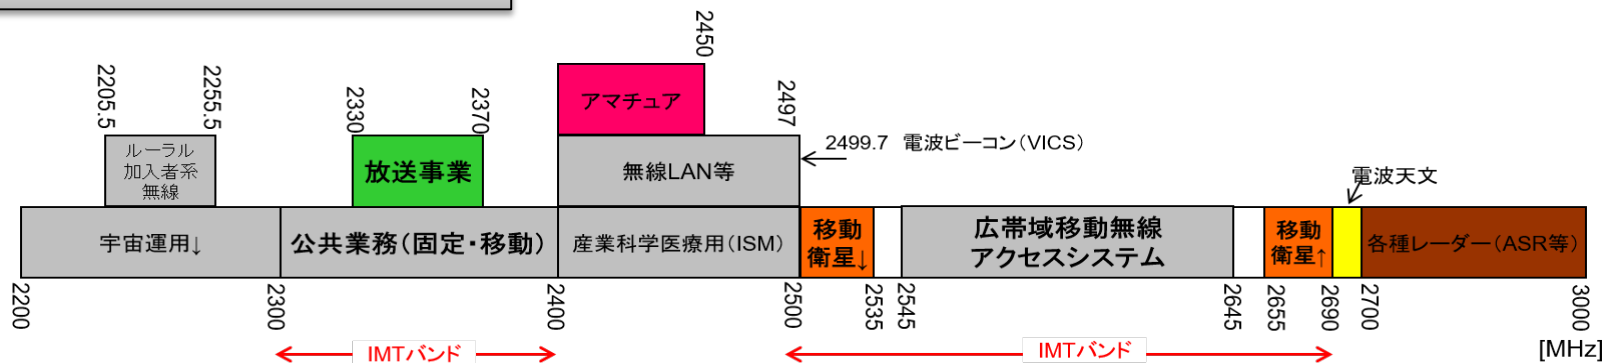 2450
2205.5
2255.5
2330
2370
アマチュア
2497
ルーラル
加入者系
無線
放送事業
無線LAN等
2499.7 電波ビーコン(VICS)
電波天文
宇宙運用↓
公共業務(固定・移動)
産業科学医療用(ISM)
移動
衛星↓
広帯域移動無線
アクセスシステム
移動
衛星↑
各種レーダー(ASR等)
2200
2300
2400
2500
2535
2545
2645
2655
2690
2700
3000
IMTバンド
IMTバンド
[MHz]